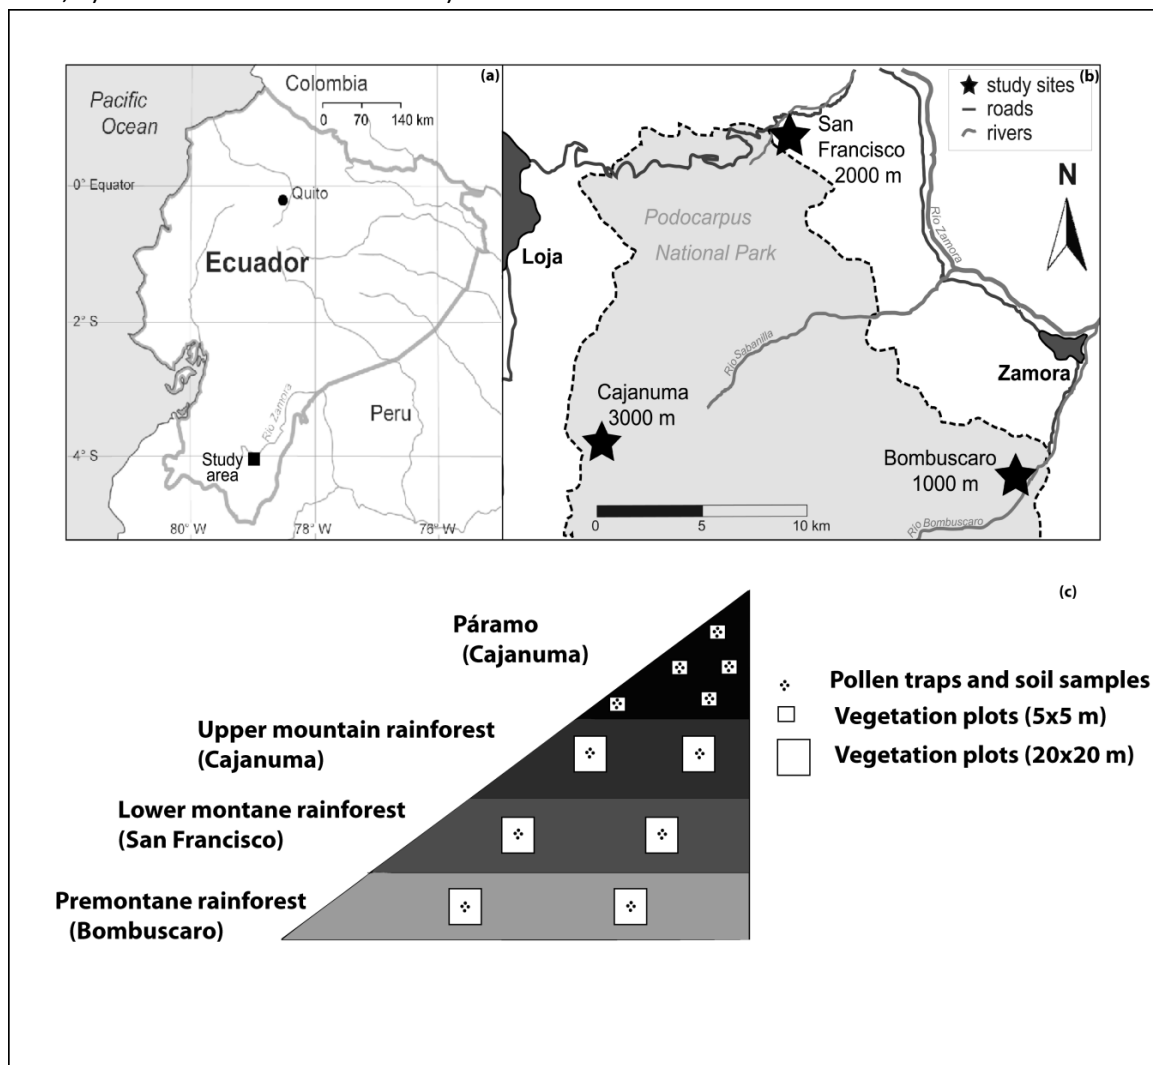 (a)
Colombia
0 70 140 km
Pacific
Ocean
0° Equator
Quito
Ecuador
2° S
Río Zamora
Peru
4° S
Study
area
80° W
78° W
76° W
(b)
study sites
roads
rivers
San
Francisco
2000 m
N
Podocarpus
National Park
Loja
Río Zamora
Río Sabanilla
Zamora
Cajanuma
3000 m
Bombuscaro
1000 m
0 5 10 km
Río Bombuscaro
(c)
Páramo
(Cajanuma)
Upper mountain rainforest
(Cajanuma)
Lower montane rainforest
(San Francisco)
Premontane rainforest
(Bombuscaro)
Pollen traps and soil samples
Vegetation plots (5x5 m)
Vegetation plots (20x20 m)